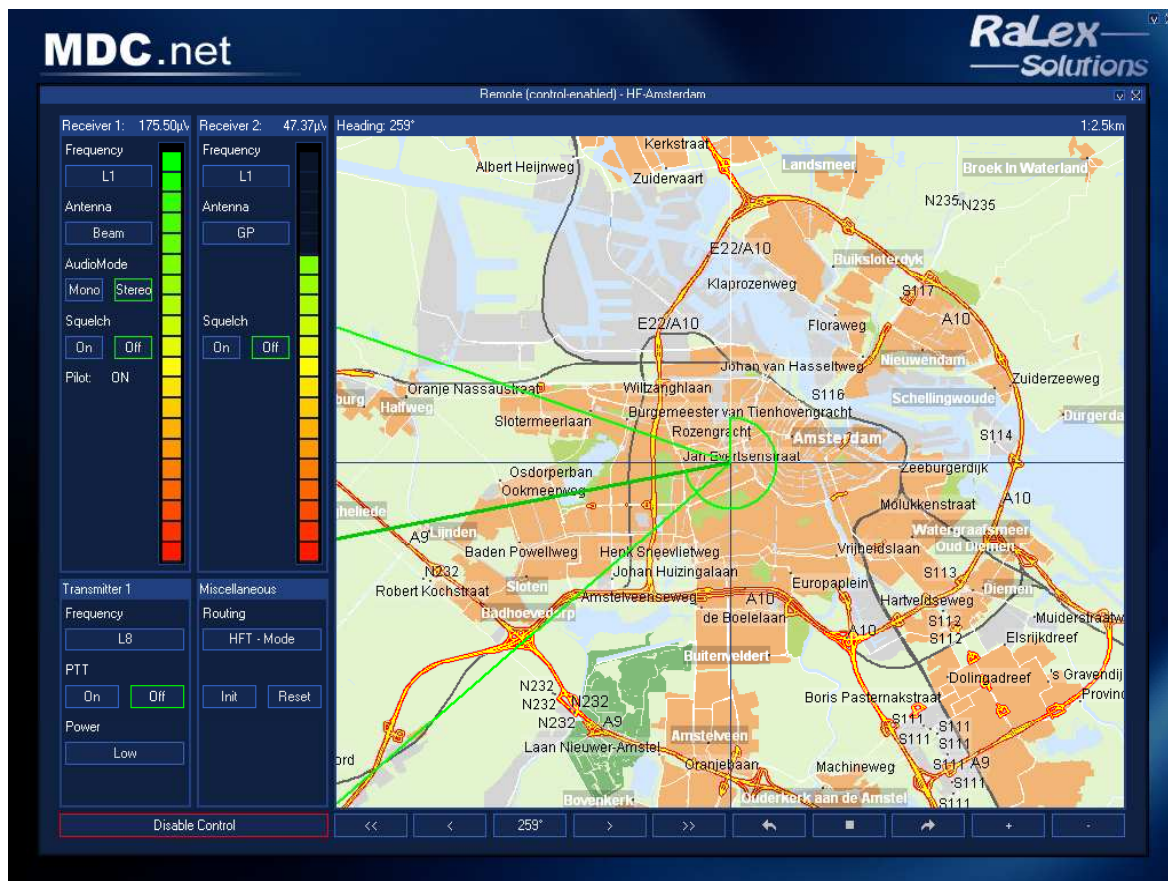 MDC.net
RaLex
Solutions
Remote (control-enabled) - HF-Amsterdam
Receiver 1: 175.50µV
Frequency
L1
Antenna
Beam
AudioMode
Mono Stereo
Squelch
On Off
Pilot: ON
Receiver 2: 47.37µV
Frequency
L1
Antenna
GP
Squelch
On Off
Transmitter 1
Frequency
L8
PTT
On Off
Power
Low
Miscellaneous
Routing
HFT - Mode
Init Reset
Disable Control
Heading: 259° 1:2.5km
Kerkstraat
Albert Heijnweg
Landsmeer
Broek In Waterland
Zuidervaart
N235 N235
E22/A10
Buiksloterdyk
Klaprozenweg
S117
E22/A10
Floraweg
A10
Johan van Hasseltweg
Nieuwendam
Oranje Nassaustraat
Wiltzanghlaan
S116
Zuiderzeeweg
burg
Halfweg
Schellingwoude
Burgemeester van Tienhovengracht
Durgerda
Slotermeerlaan
Rozengracht
Amsterdam
S114
Jan Evertsenstraat
Osdorperban
Zeeburgerdijk
Ookmeerweg
A10
Molukkenstraat
gheliede
Lijnden
A9
Watergraafsmeer
Baden Powellweg
Henk Sneevlietweg
Vrijheidslaan
Oud Diemen
N232
Johan Huizingalaan
S113
Robert Kochstraat
Sloten
Europaplein
Diemen
Amstelveenseweg
A10
Hartveldseweg
Badhoevedorp
de Boelelaan
S112
Muiderstraatw
A10
S112
Elsrijkdreef
Buitenveldert
Dolingadreef
's Gravendij
N232
Boris Pasternakstraat
Provinc
N232 N232
N232 A9
S111
S111
S111 S111
Laan Nieuwer-Amstel
Amstelveen
ord
Oranjebaan
Machineweg
S111 A9
S111
Bovenkerk
Ouderkerk aan de Amstel
S111
<< < 259° > >> + -